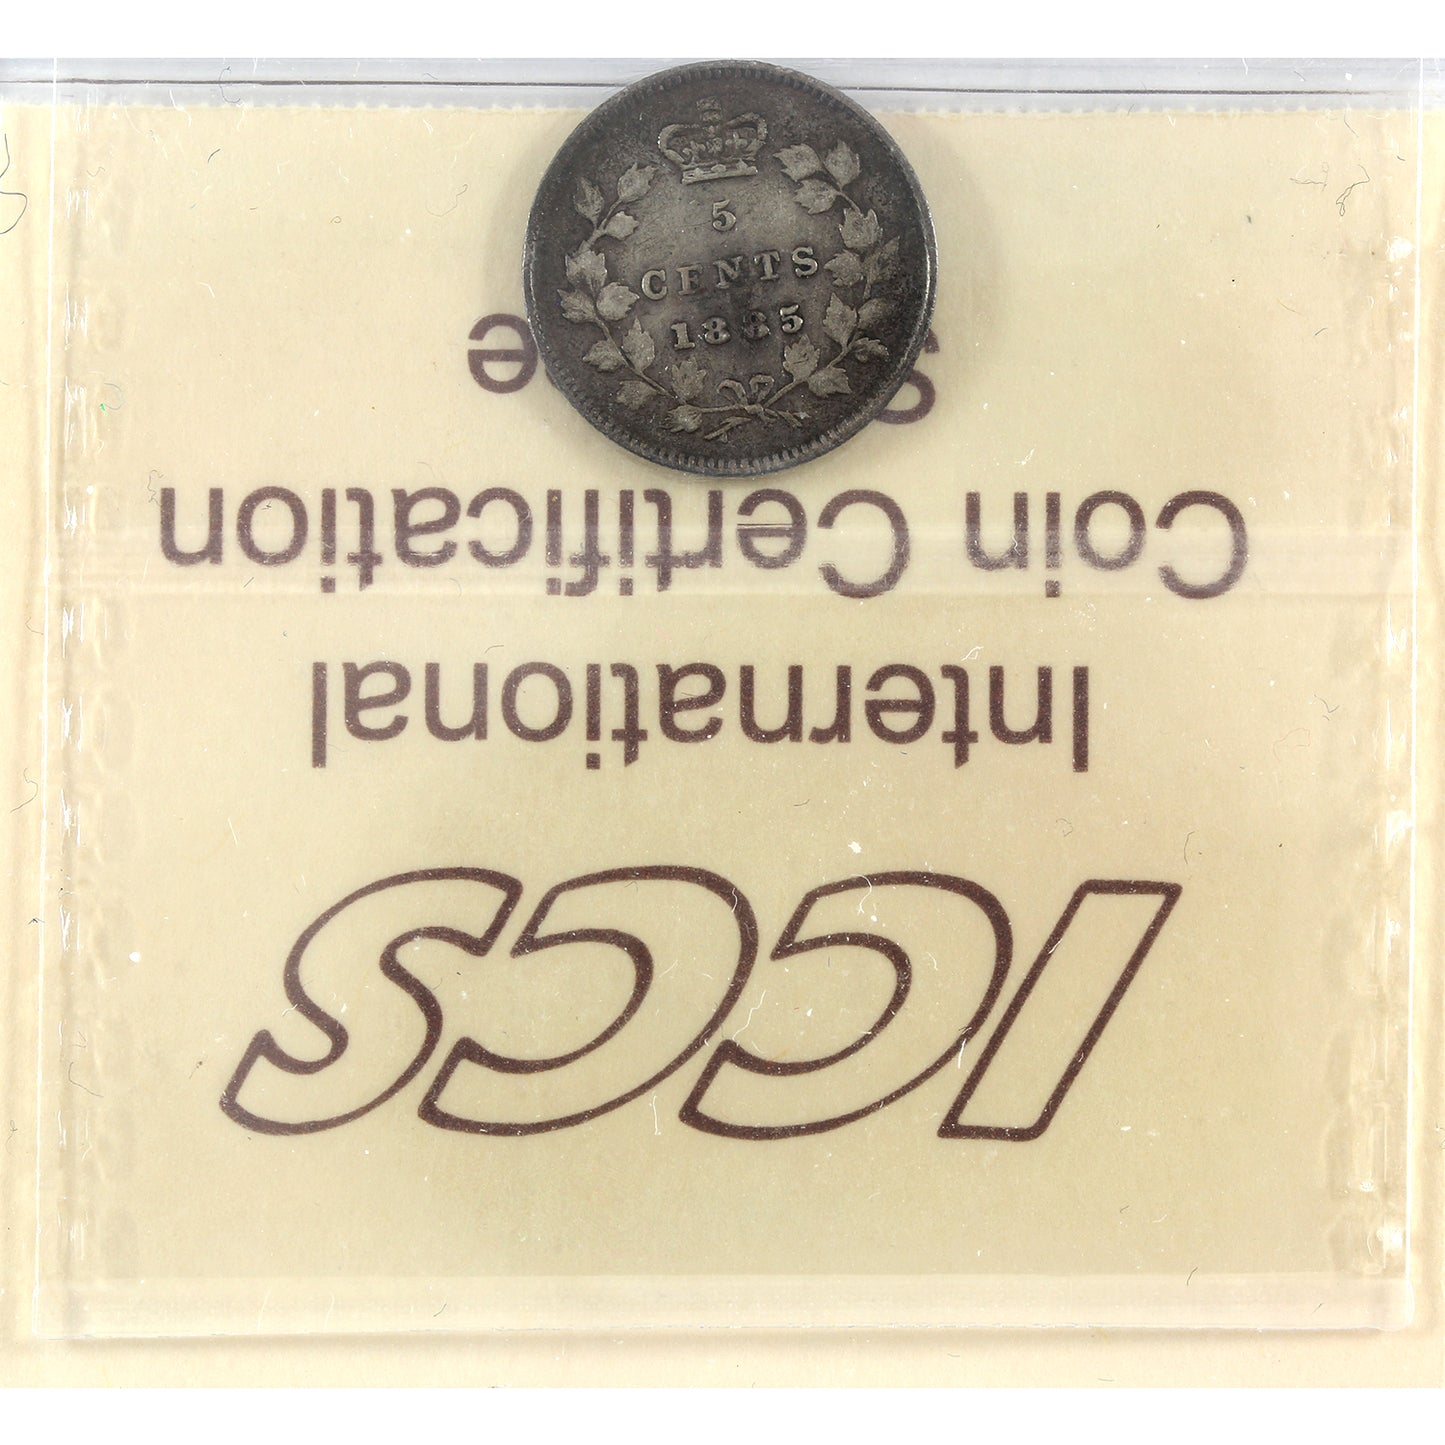 5
CENTS
1885
ICCS
International
Coin Certification